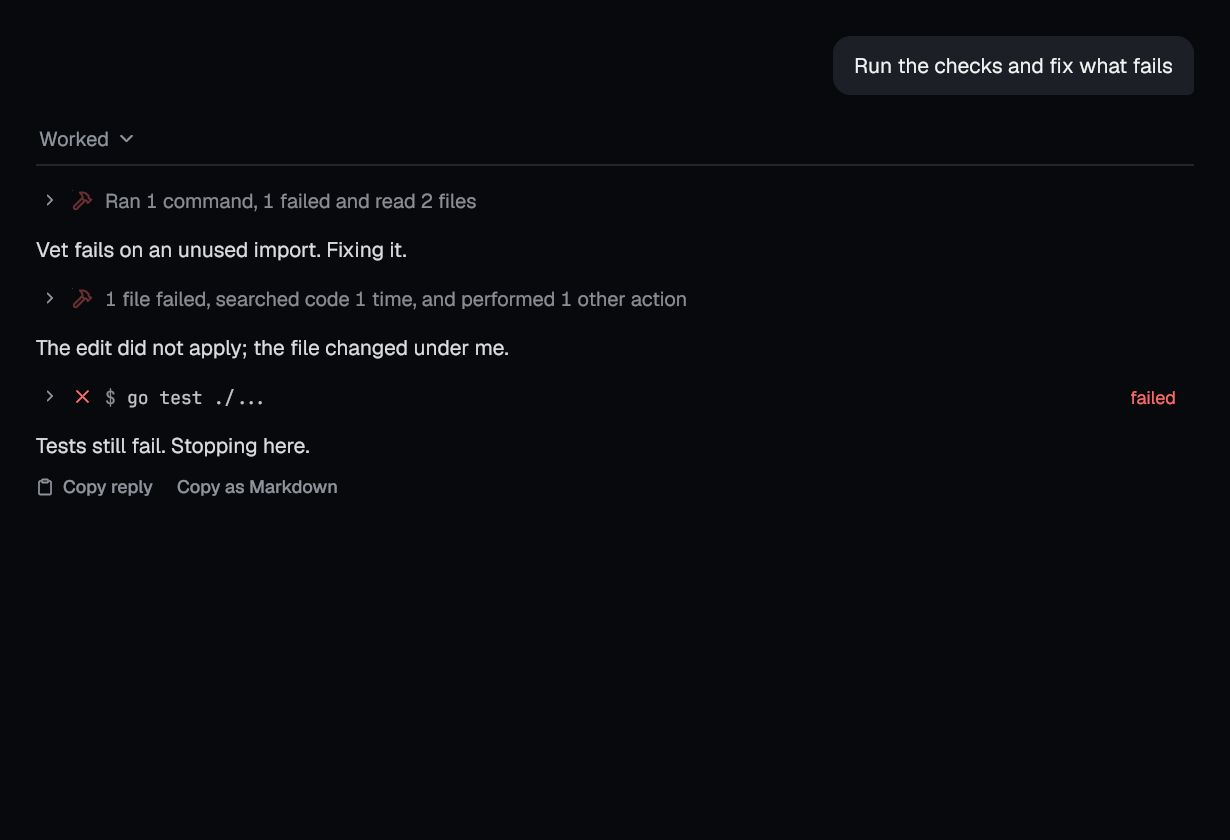 Run the checks and fix what fails
Worked
Ran 1 command, 1 failed and read 2 files
Vet fails on an unused import. Fixing it.
1 file failed, searched code 1 time, and performed 1 other action
The edit did not apply; the file changed under me.
$ go test ./... failed
Tests still fail. Stopping here.
Copy reply Copy as Markdown